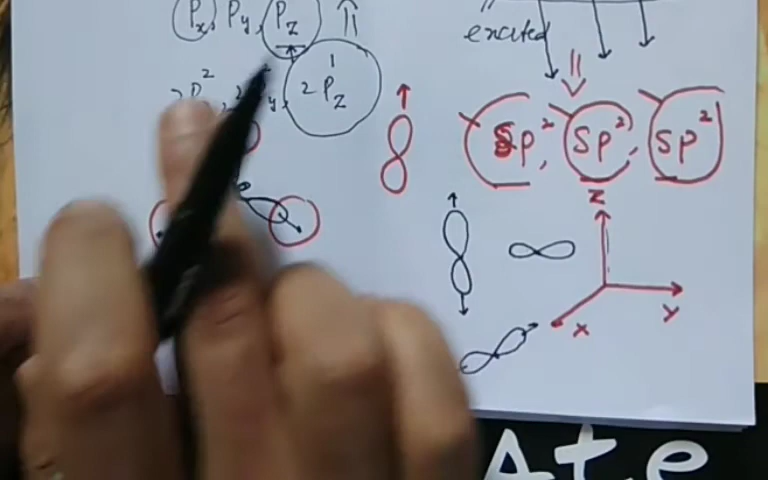 Px, Py, Pz
excited
2 Pz 1
Sp2, Sp2, Sp2
Z
X
Y
Ate